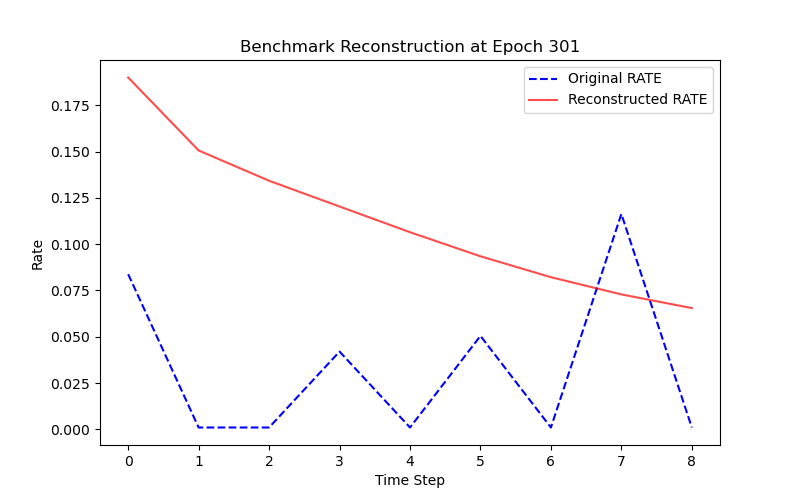 Benchmark Reconstruction at Epoch 301
Original RATE
Reconstructed RATE
0.175
0.150
0.125
0.100
0.075
0.050
0.025
0.000
Rate
0 1 2 3 4 5 6 7 8
Time Step